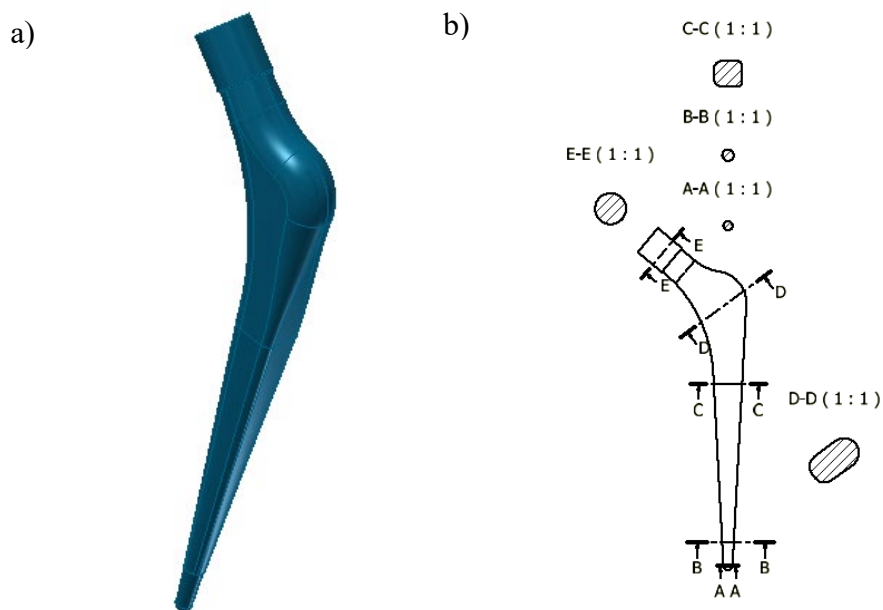 a)
b)
C-C ( 1 : 1 )
B-B ( 1 : 1 )
E-E ( 1 : 1 )
A-A ( 1 : 1 )
E
E
D
D
C C
D-D ( 1 : 1 )
B B
A A